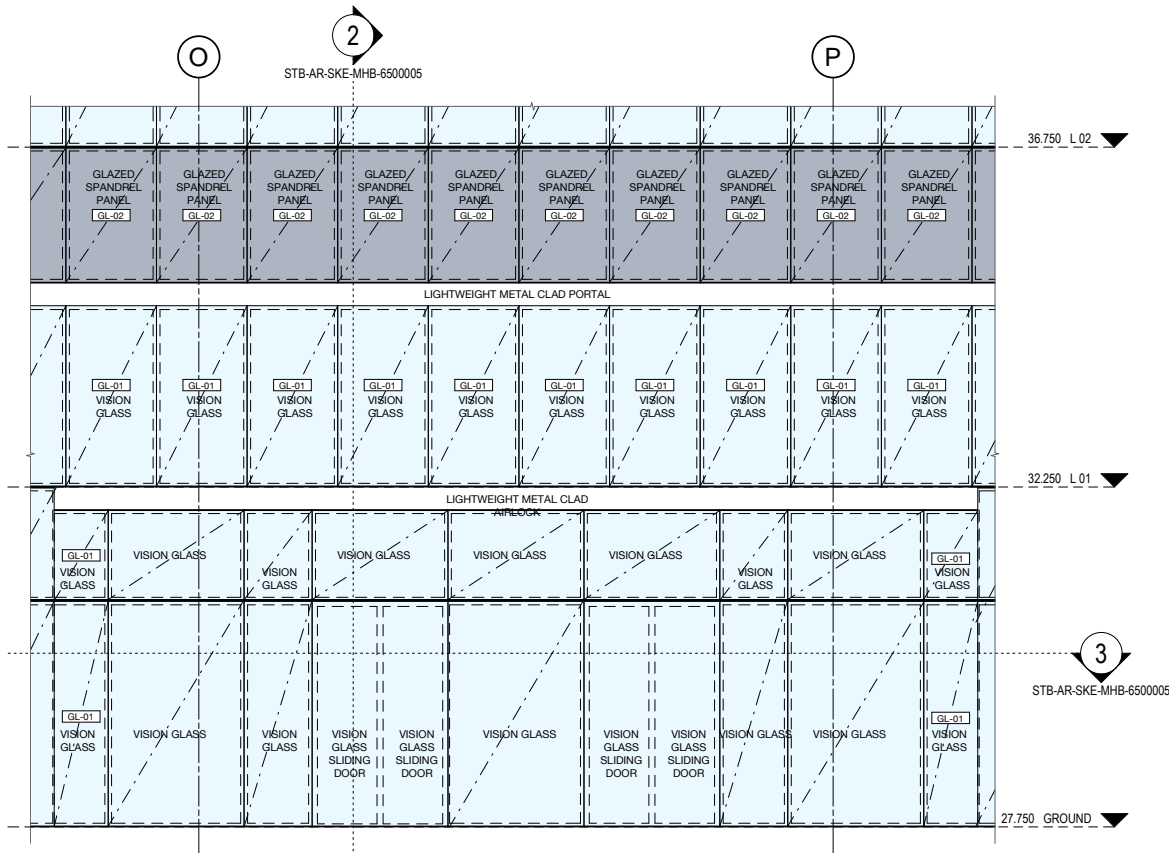 2
O
P
STB-AR-SKE-MHB-6500005
36.750 L 02
GLAZED SPANDREL PANEL GL-02
GLAZED SPANDREL PANEL GL-02
GLAZED SPANDREL PANEL GL-02
GLAZED SPANDREL PANEL GL-02
GLAZED SPANDREL PANEL GL-02
GLAZED SPANDREL PANEL GL-02
GLAZED SPANDREL PANEL GL-02
GLAZED SPANDREL PANEL GL-02
GLAZED SPANDREL PANEL GL-02
GLAZED SPANDREL PANEL GL-02
LIGHTWEIGHT METAL CLAD PORTAL
GL-01 VISION GLASS
GL-01 VISION GLASS
GL-01 VISION GLASS
GL-01 VISION GLASS
GL-01 VISION GLASS
GL-01 VISION GLASS
GL-01 VISION GLASS
GL-01 VISION GLASS
GL-01 VISION GLASS
GL-01 VISION GLASS
32.250 L 01
LIGHTWEIGHT METAL CLAD
AIRLOCK
GL-01 VISION GLASS
VISION GLASS
VISION GLASS
VISION GLASS
VISION GLASS
VISION GLASS
VISION GLASS
VISION GLASS
GL-01 VISION GLASS
3
STB-AR-SKE-MHB-6500005
GL-01 VISION GLASS
VISION GLASS
VISION GLASS
VISION GLASS SLIDING DOOR
VISION GLASS SLIDING DOOR
VISION GLASS
VISION GLASS SLIDING DOOR
VISION GLASS SLIDING DOOR
VISION GLASS
VISION GLASS
GL-01 VISION GLASS
27.750 GROUND